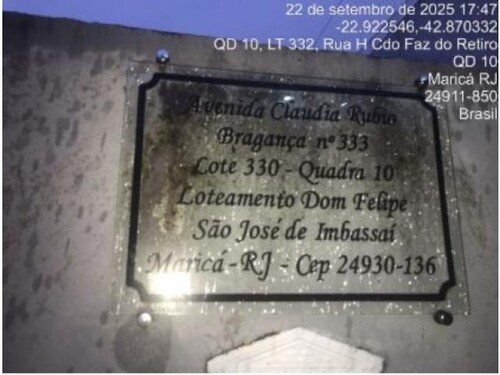 22 de setembro de 2025 17:47
-22.922546,-42.870332
QD 10, LT 332, Rua H Cdo Faz do Retiro
QD 10
Maricá RJ
24911-850
Brasil
Avenida Claudia Rubio
Bragança nº 333
Lote 330 - Quadra 10
Loteamento Dom Felipe
São José de Imbassaí
Maricá - RJ - Cep 24930-136